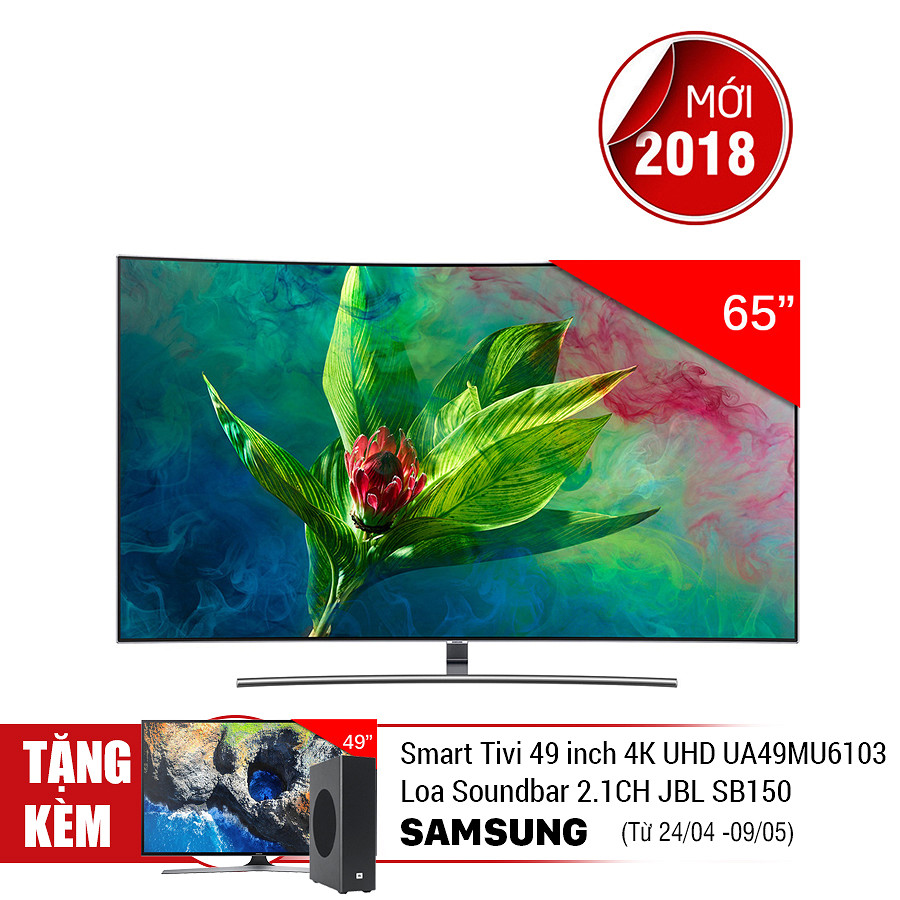 MỚI
2018
65”
TẶNG
KÈM
49”
Smart Tivi 49 inch 4K UHD UA49MU6103
Loa Soundbar 2.1CH JBL SB150
SAMSUNG (Từ 24/04 -09/05)